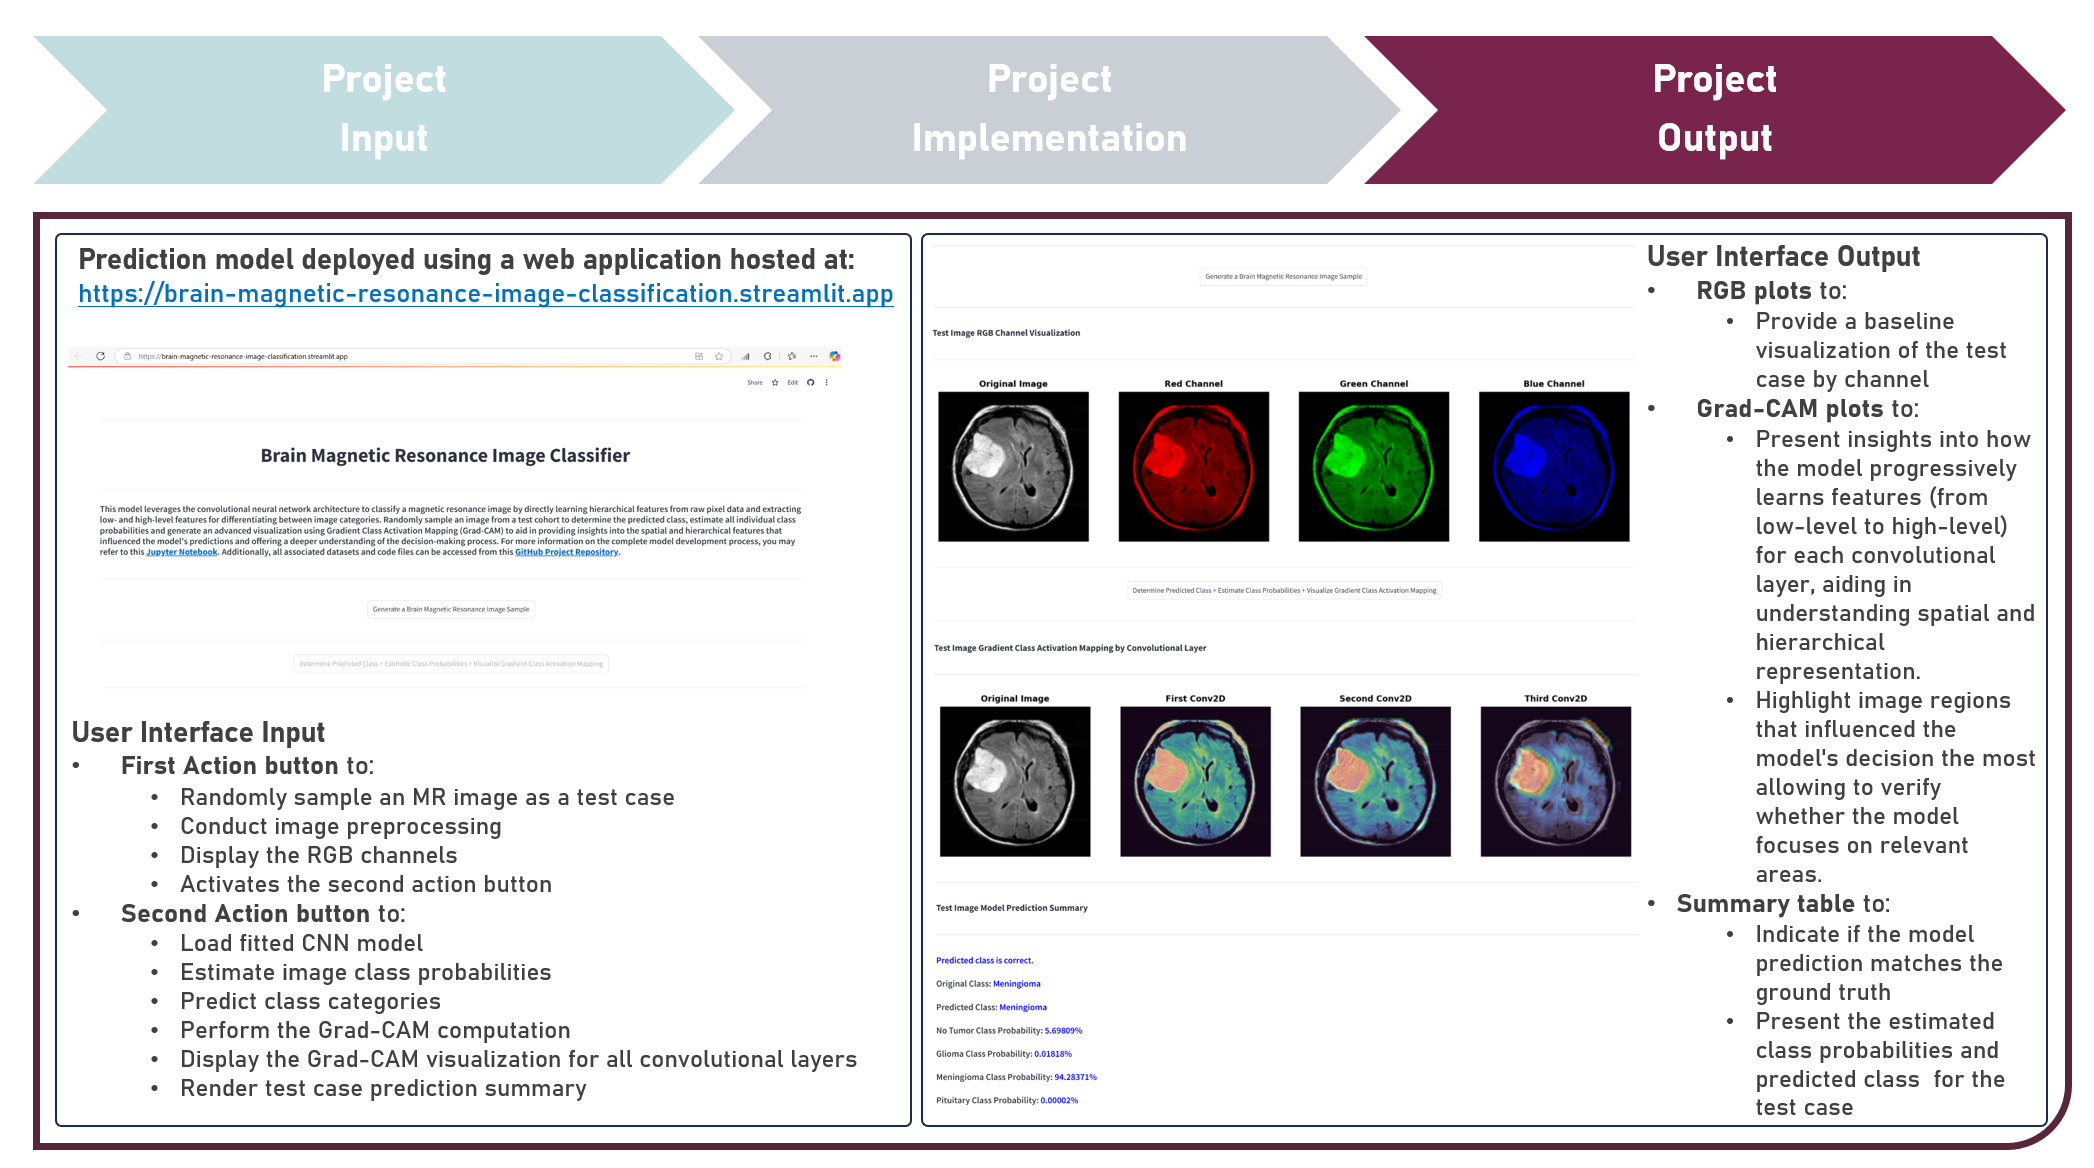 Project
Input
Project
Implementation
Project
Output
Prediction model deployed using a web application hosted at:
https://brain-magnetic-resonance-image-classification.streamlit.app
https://brain-magnetic-resonance-image-classification.streamlit.app
Share Edit
Brain Magnetic Resonance Image Classifier
This model leverages the convolutional neural network architecture to classify a magnetic resonance image by directly learning hierarchical features from raw pixel data and extracting
low- and high-level features for differentiating between image categories. Randomly sample an image from a test cohort to determine the predicted class, estimate all individual class
probabilities and generate an advanced visualization using Gradient Class Activation Mapping (Grad-CAM) to aid in providing insights into the spatial and hierarchical features that
influenced the model's predictions and offering a deeper understanding of the decision-making process. For more information on the complete model development process, you may
refer to this Jupyter Notebook. Additionally, all associated datasets and code files can be accessed from this GitHub Project Repository.
Generate a Brain Magnetic Resonance Image Sample
Determine Predicted Class + Estimate Class Probabilities + Visualize Gradient Class Activation Mapping
User Interface Input
• First Action button to:
• Randomly sample an MR image as a test case
• Conduct image preprocessing
• Display the RGB channels
• Activates the second action button
• Second Action button to:
• Load fitted CNN model
• Estimate image class probabilities
• Predict class categories
• Perform the Grad-CAM computation
• Display the Grad-CAM visualization for all convolutional layers
• Render test case prediction summary
Generate a Brain Magnetic Resonance Image Sample
Test Image RGB Channel Visualization
Original Image Red Channel Green Channel Blue Channel
Determine Predicted Class + Estimate Class Probabilities + Visualize Gradient Class Activation Mapping
Test Image Gradient Class Activation Mapping by Convolutional Layer
Original Image First Conv2D Second Conv2D Third Conv2D
Test Image Model Prediction Summary
Predicted class is correct.
Original Class: Meningioma
Predicted Class: Meningioma
No Tumor Class Probability: 5.69809%
Glioma Class Probability: 0.01818%
Meningioma Class Probability: 94.28371%
Pituitary Class Probability: 0.00002%
User Interface Output
• RGB plots to:
• Provide a baseline
visualization of the test
case by channel
• Grad-CAM plots to:
• Present insights into how
the model progressively
learns features (from
low-level to high-level)
for each convolutional
layer, aiding in
understanding spatial and
hierarchical
representation.
• Highlight image regions
that influenced the
model's decision the most
allowing to verify
whether the model
focuses on relevant
areas.
• Summary table to:
• Indicate if the model
prediction matches the
ground truth
• Present the estimated
class probabilities and
predicted class for the
test case